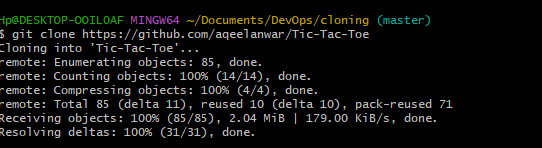 Hp@DESKTOP-OOILOAF MINGW64 ~/Documents/DevOps/cloning (master)
$ git clone https://github.com/aqeelanwar/Tic-Tac-Toe
Cloning into 'Tic-Tac-Toe'...
remote: Enumerating objects: 85, done.
remote: Counting objects: 100% (14/14), done.
remote: Compressing objects: 100% (4/4), done.
remote: Total 85 (delta 11), reused 10 (delta 10), pack-reused 71
Receiving objects: 100% (85/85), 2.04 MiB | 179.00 KiB/s, done.
Resolving deltas: 100% (31/31), done.